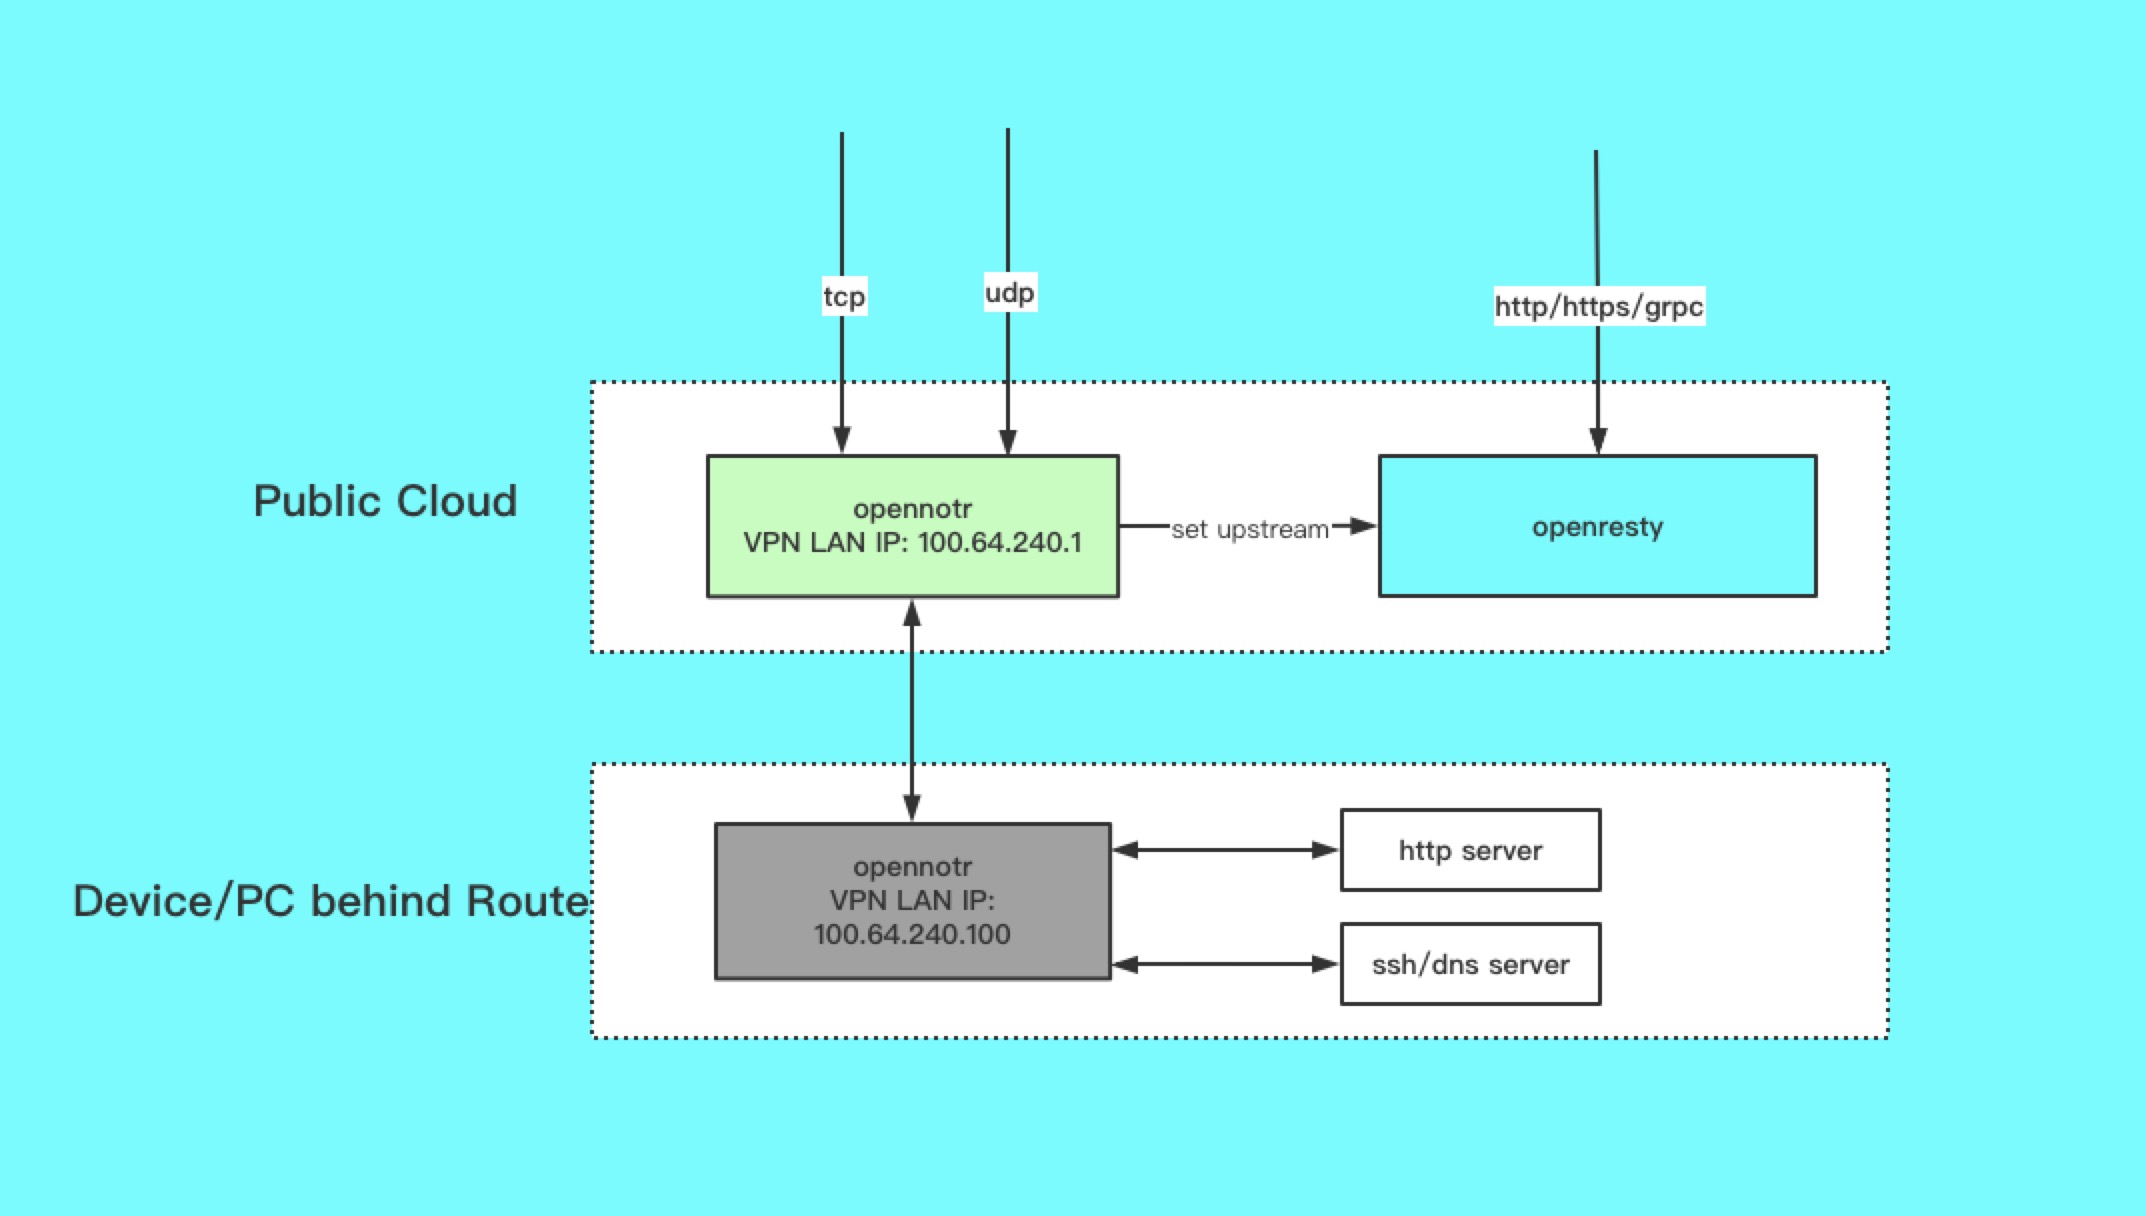 tcp
udp
http/https/grpc
Public Cloud
opennotr
VPN LAN IP: 100.64.240.1
set upstream
openresty
Device/PC behind Route
opennotr
VPN LAN IP:
100.64.240.100
http server
ssh/dns server